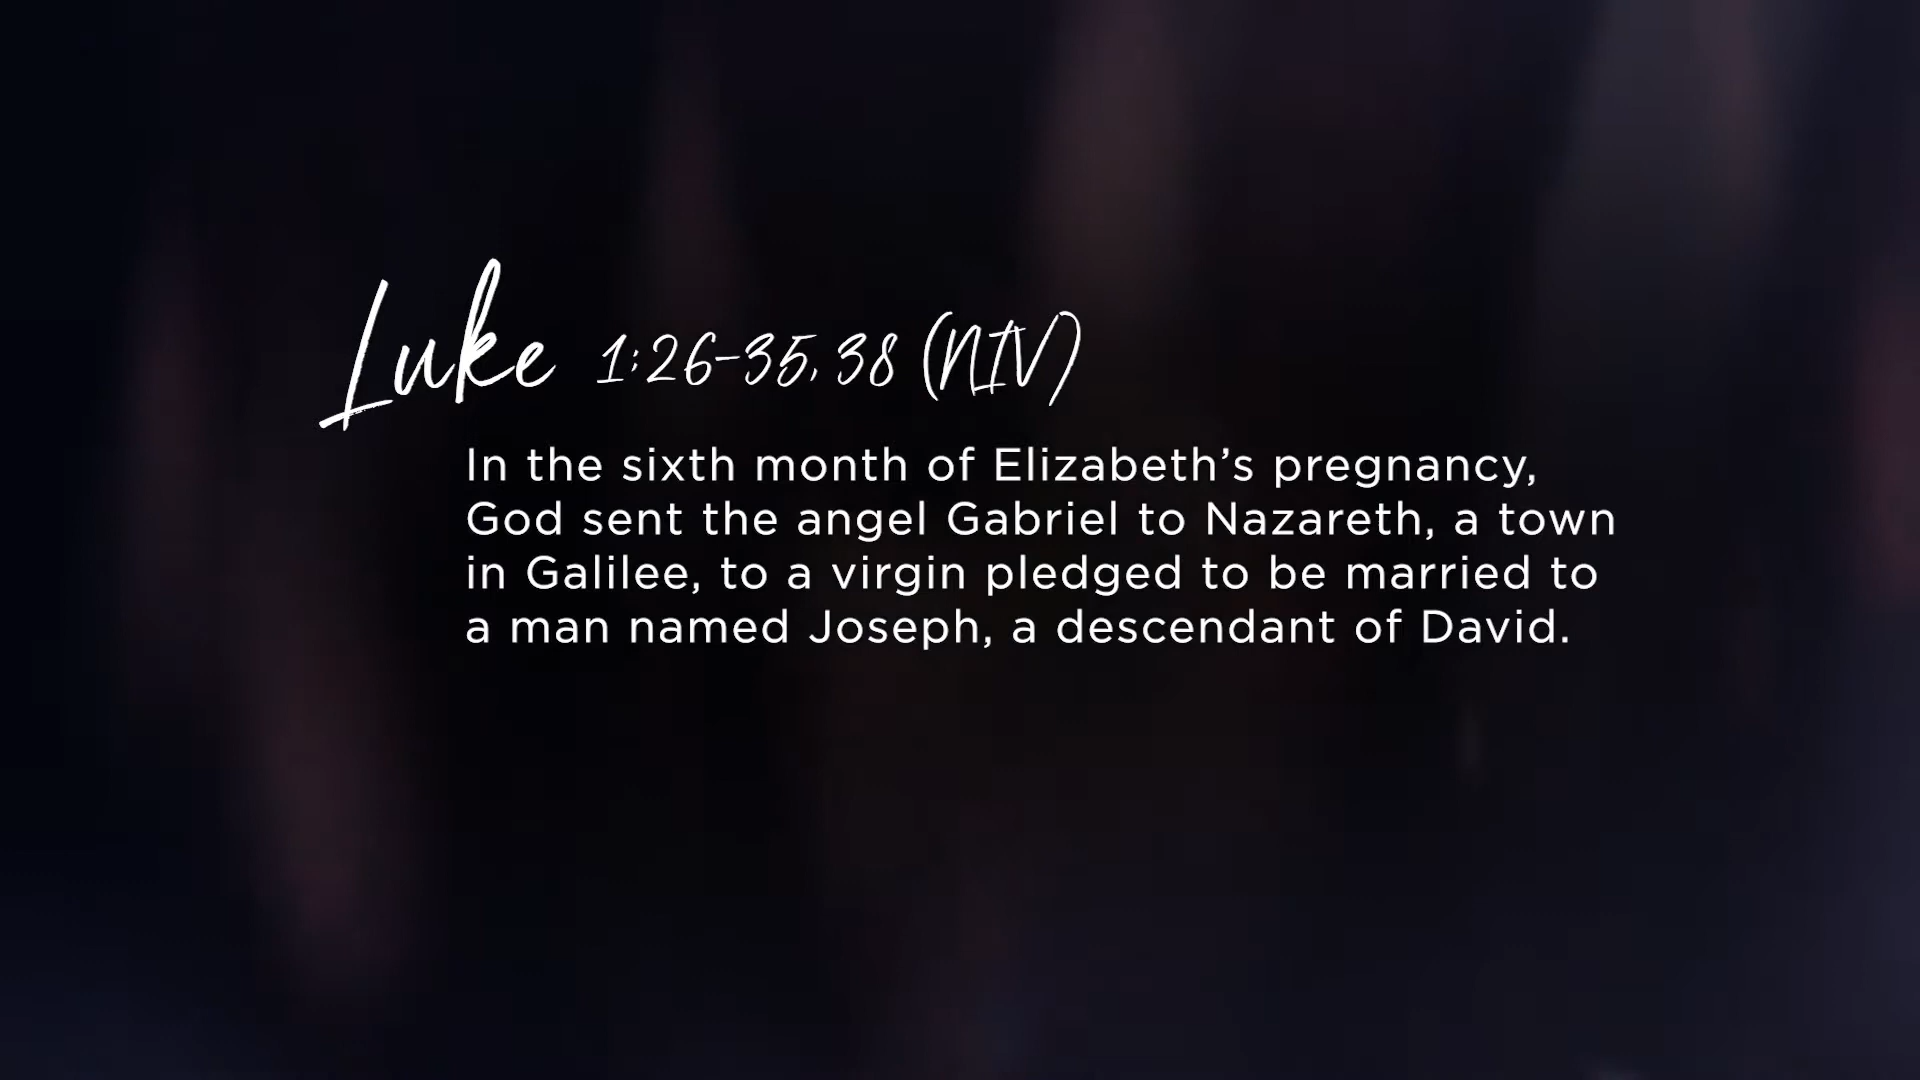 Luke 1:26-35, 38 (NIV)
In the sixth month of Elizabeth’s pregnancy,
God sent the angel Gabriel to Nazareth, a town
in Galilee, to a virgin pledged to be married to
a man named Joseph, a descendant of David.